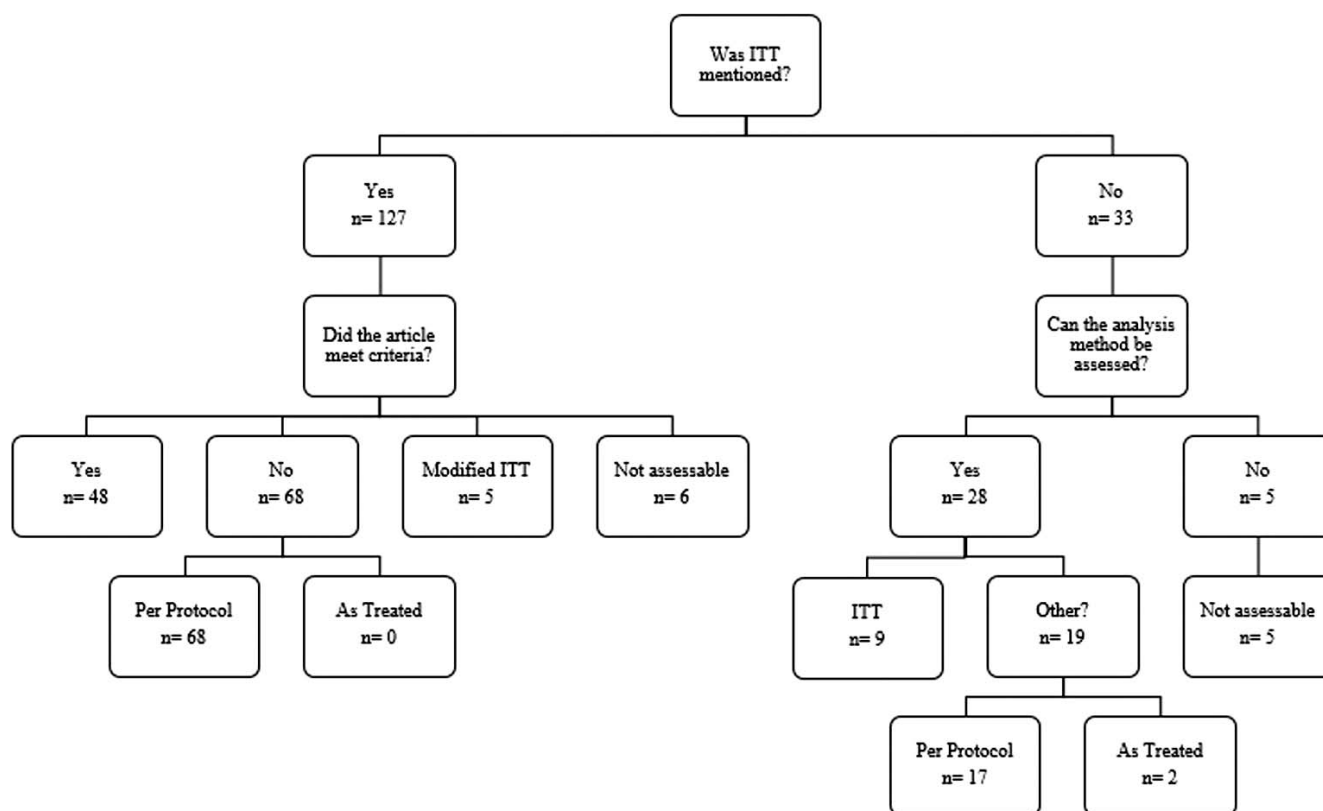 Was ITT
mentioned?
Yes
n= 127
No
n= 33
Did the article
meet criteria?
Can the analysis
method be
assessed?
Yes
n= 48
No
n= 68
Modified ITT
n= 5
Not assessable
n= 6
Yes
n= 28
No
n= 5
Per Protocol
n= 68
As Treated
n= 0
ITT
n= 9
Other?
n= 19
Not assessable
n= 5
Per Protocol
n= 17
As Treated
n= 2